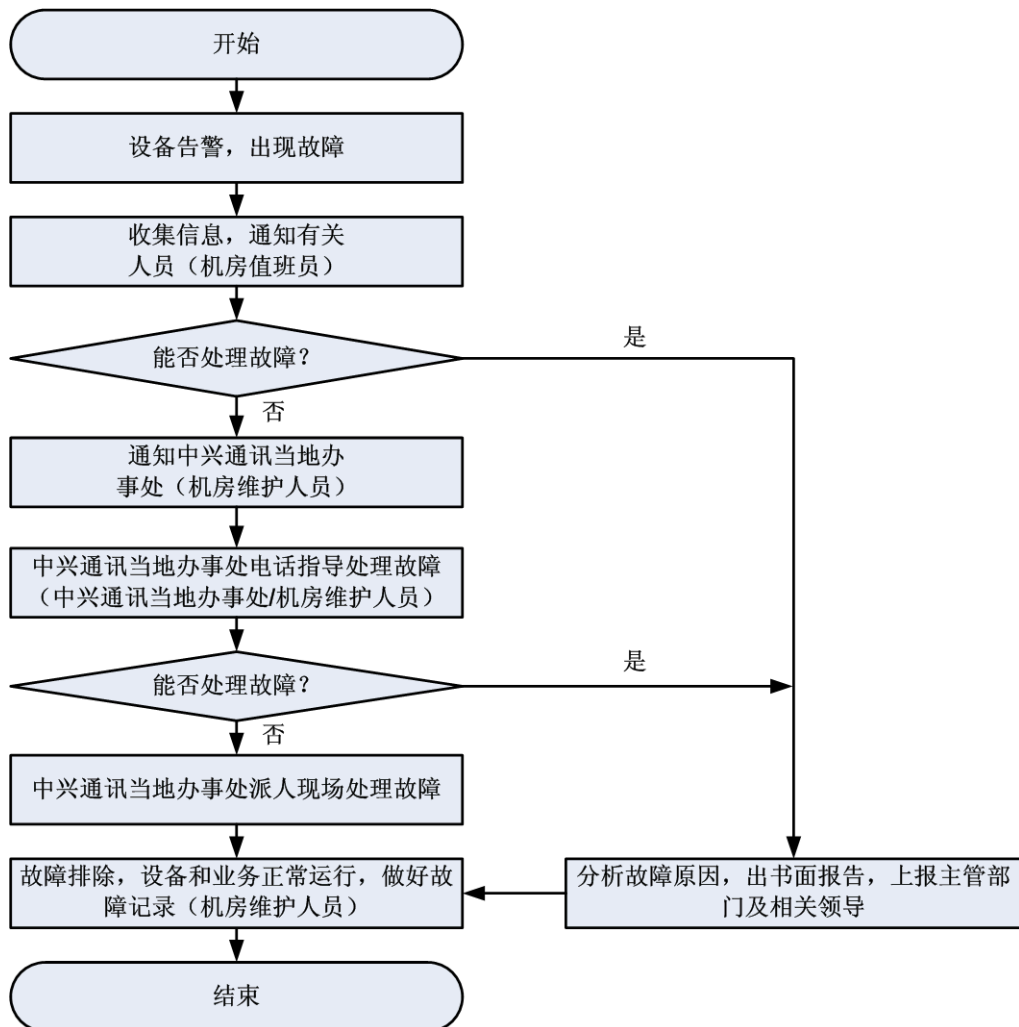 开始
设备告警，出现故障
收集信息，通知有关
人员（机房值班员）
能否处理故障？
是
否
通知中兴通讯当地办
事处（机房维护人员）
中兴通讯当地办事处电话指导处理故障
（中兴通讯当地办事处/机房维护人员）
能否处理故障？
是
否
中兴通讯当地办事处派人现场处理故障
故障排除，设备和业务正常运行，做好故
障记录（机房维护人员）
分析故障原因，出书面报告，上报主管部
门及相关领导
结束